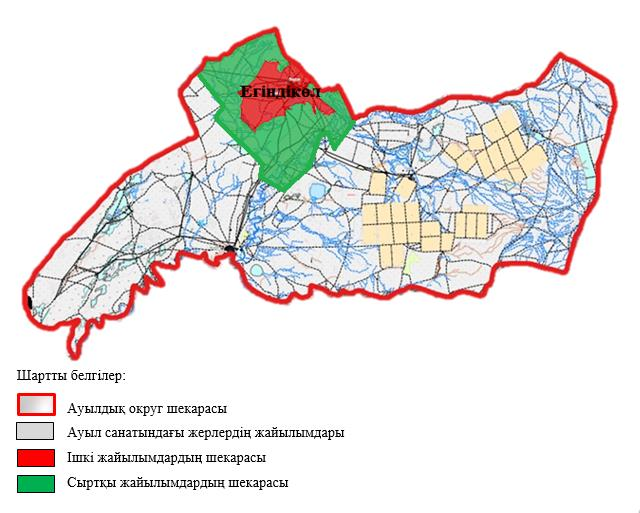 Егіндікөл
Шартты белгілер:
Ауылдық округ шекарасы
Ауыл санатындағы жерлердің жайылымдары
Ішкі жайылымдардың шекарасы
Сыртқы жайылымдардың шекарасы